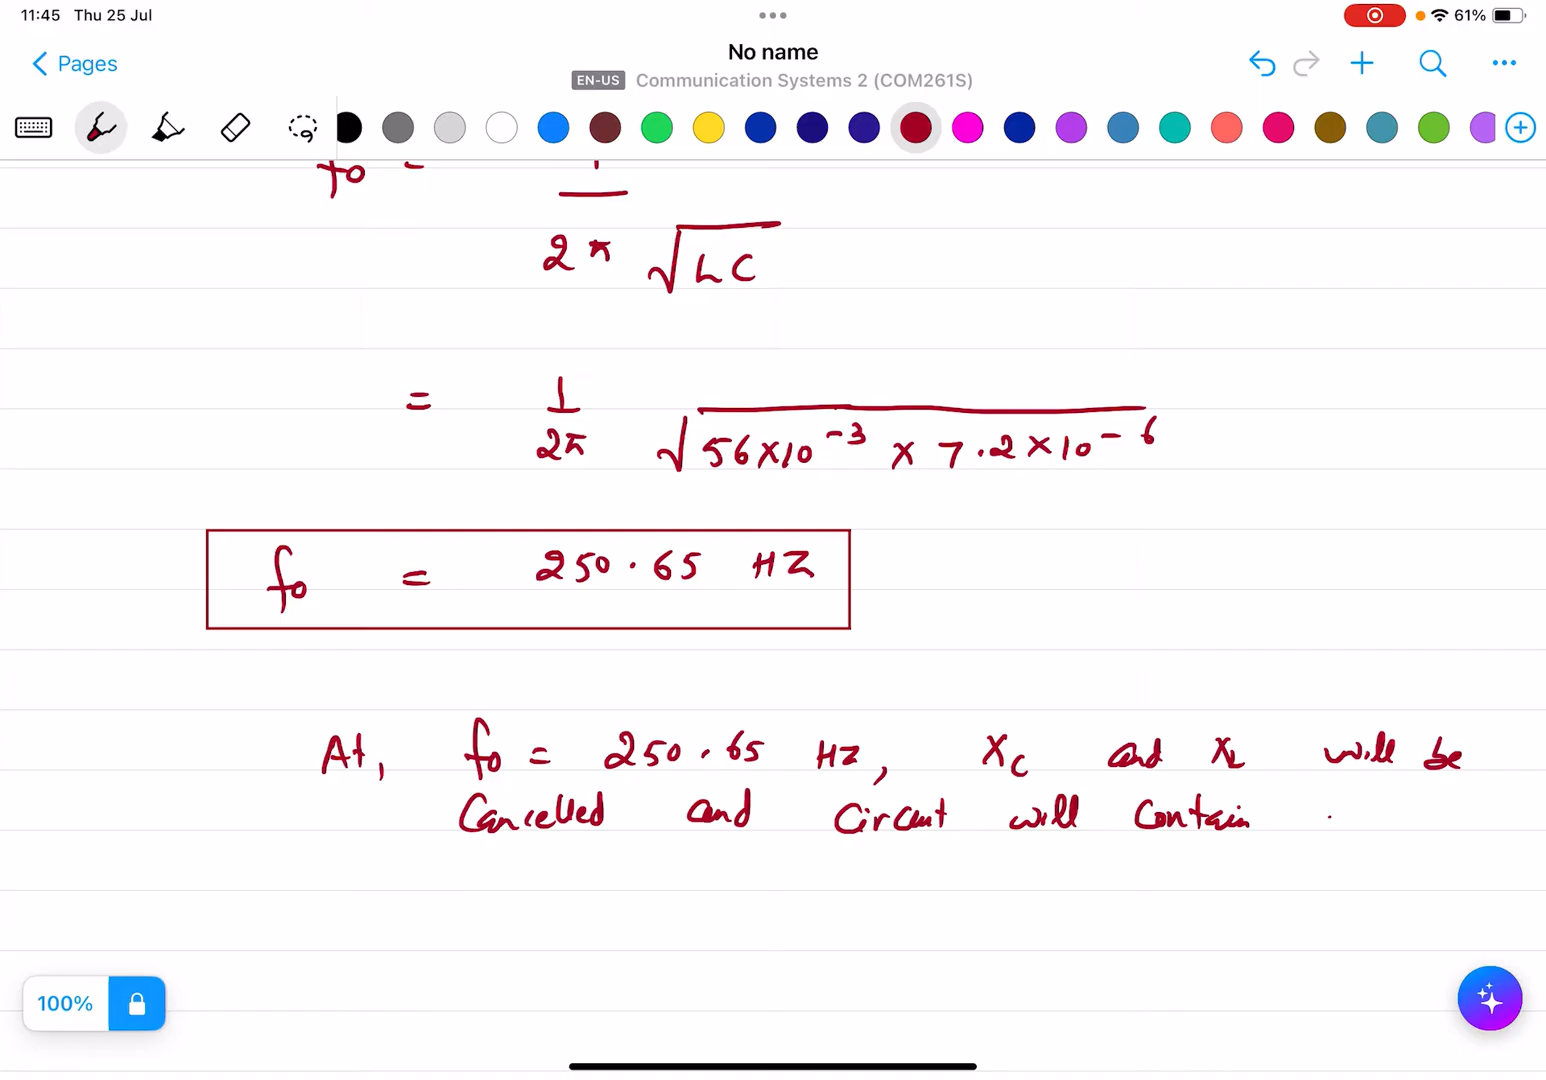 11:45 Thu 25 Jul
61%
Pages
No name
EN-US Communication Systems 2 (COM261S)
fo =
1
2π √LC
= 1
2π √56×10⁻³ × 7.2×10⁻⁶
fo = 250.65 HZ
At, fo = 250.65 HZ, Xc and XL will be
Cancelled and Circuit will Contain .
100%